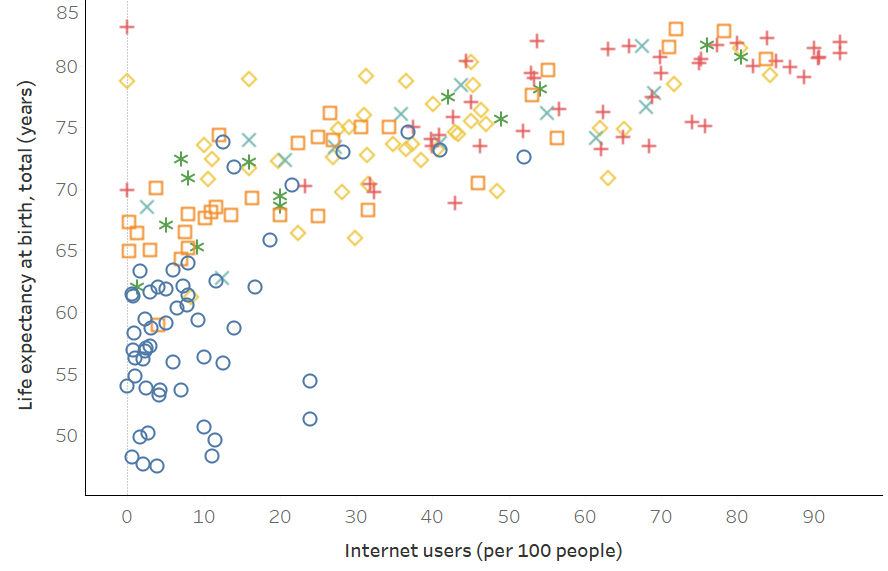 Life expectancy at birth, total (years)
85
80
75
70
65
60
55
50
0 10 20 30 40 50 60 70 80 90
Internet users (per 100 people)